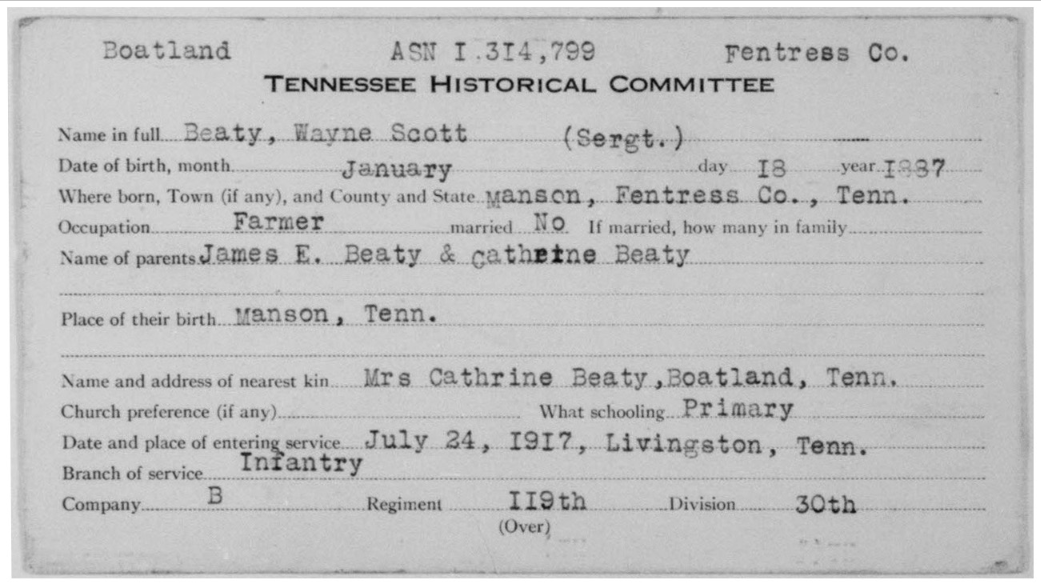 Boatland ASN I.3I4,799 Fentress Co.
TENNESSEE HISTORICAL COMMITTEE
Name in full Beaty, Wayne Scott (Sergt.)
Date of birth, month January day I8 year I887
Where born, Town (if any), and County and State Manson, Fentress Co., Tenn.
Occupation Farmer married No If married, how many in family
Name of parents James E. Beaty & Cathrine Beaty
Place of their birth Manson, Tenn.
Name and address of nearest kin Mrs Cathrine Beaty, Boatland, Tenn.
Church preference (if any) What schooling Primary
Date and place of entering service July 24, I9I7, Livingston, Tenn.
Branch of service Infantry
Company B Regiment II9th Division 30th
(Over)